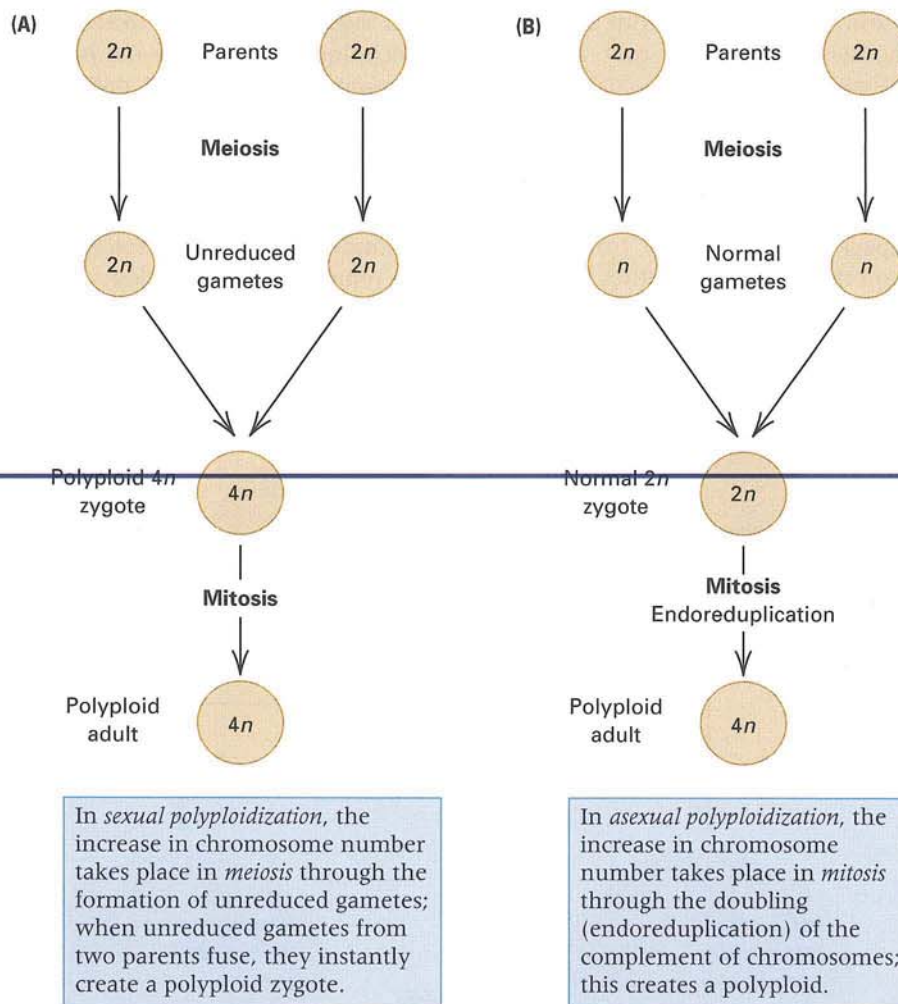 (A)
2n Parents 2n
Meiosis
2n Unreduced 2n
gametes
Polyploid 4n
zygote 4n
Mitosis
Polyploid
adult 4n
In sexual polyploidization, the
increase in chromosome number
takes place in meiosis through the
formation of unreduced gametes;
when unreduced gametes from
two parents fuse, they instantly
create a polyploid zygote.
(B)
2n Parents 2n
Meiosis
n Normal n
gametes
Normal 2n
zygote 2n
Mitosis
Endoreduplication
Polyploid
adult 4n
In asexual polyploidization, the
increase in chromosome
number takes place in mitosis
through the doubling
(endoreduplication) of the
complement of chromosomes;
this creates a polyploid.